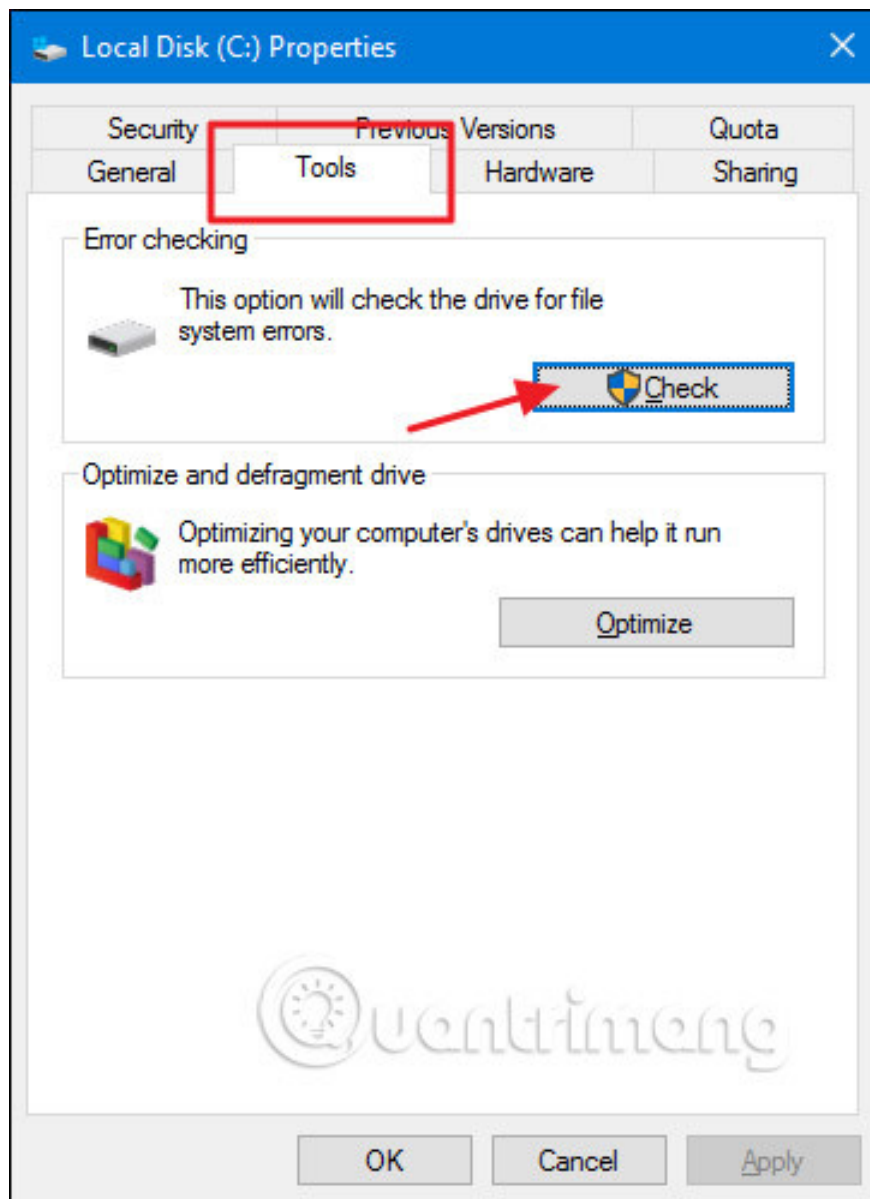 Local Disk (C:) Properties
Security Previous Versions Quota
General Tools Hardware Sharing
Error checking
This option will check the drive for file
system errors.
Check
Optimize and defragment drive
Optimizing your computer's drives can help it run
more efficiently.
Optimize
Quantrimang
OK Cancel Apply